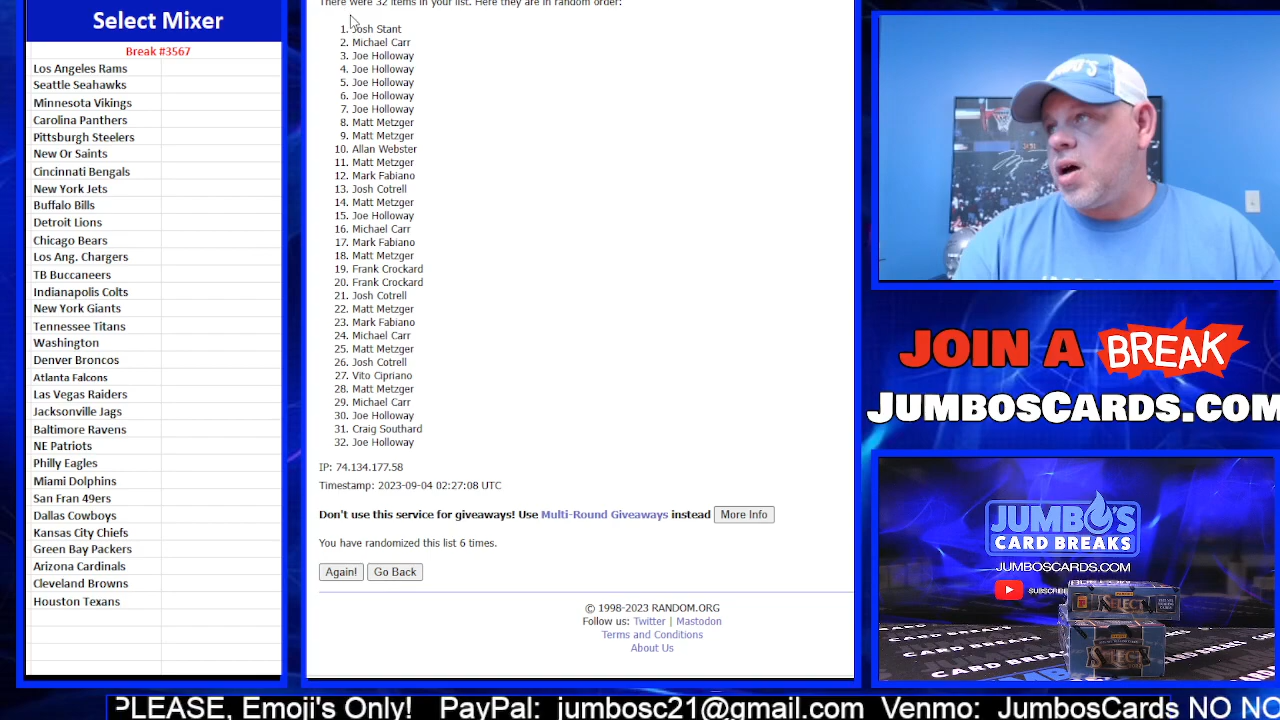 Select Mixer
Break #3567
Los Angeles Rams
Seattle Seahawks
Minnesota Vikings
Carolina Panthers
Pittsburgh Steelers
New Or Saints
Cincinnati Bengals
New York Jets
Buffalo Bills
Detroit Lions
Chicago Bears
Los Ang. Chargers
TB Buccaneers
Indianapolis Colts
New York Giants
Tennessee Titans
Washington
Denver Broncos
Atlanta Falcons
Las Vegas Raiders
Jacksonville Jags
Baltimore Ravens
NE Patriots
Philly Eagles
Miami Dolphins
San Fran 49ers
Dallas Cowboys
Kansas City Chiefs
Green Bay Packers
Arizona Cardinals
Cleveland Browns
Houston Texans
There were 32 items in your list. Here they are in random order:
1. Josh Stant
2. Michael Carr
3. Joe Holloway
4. Joe Holloway
5. Joe Holloway
6. Joe Holloway
7. Joe Holloway
8. Matt Metzger
9. Matt Metzger
10. Allan Webster
11. Matt Metzger
12. Mark Fabiano
13. Josh Cotrell
14. Matt Metzger
15. Joe Holloway
16. Michael Carr
17. Mark Fabiano
18. Matt Metzger
19. Frank Crockard
20. Frank Crockard
21. Josh Cotrell
22. Matt Metzger
23. Mark Fabiano
24. Michael Carr
25. Matt Metzger
26. Josh Cotrell
27. Vito Cipriano
28. Matt Metzger
29. Michael Carr
30. Joe Holloway
31. Craig Southard
32. Joe Holloway
IP: 74.134.177.58
Timestamp: 2023-09-04 02:27:08 UTC
Don't use this service for giveaways! Use Multi-Round Giveaways instead More Info
You have randomized this list 6 times.
Again! Go Back
© 1998-2023 RANDOM.ORG
Follow us: Twitter | Mastodon
Terms and Conditions
About Us
JOIN A BREAK
JUMBOSCARDS.COM
JUMBO'S
CARD BREAKS
JUMBOSCARDS.COM
SUBSCRIBE
SELECT
SELECT
PLEASE, Emoji's Only! PayPal: jumbosc21@gmail.com Venmo: JumbosCards NO NO